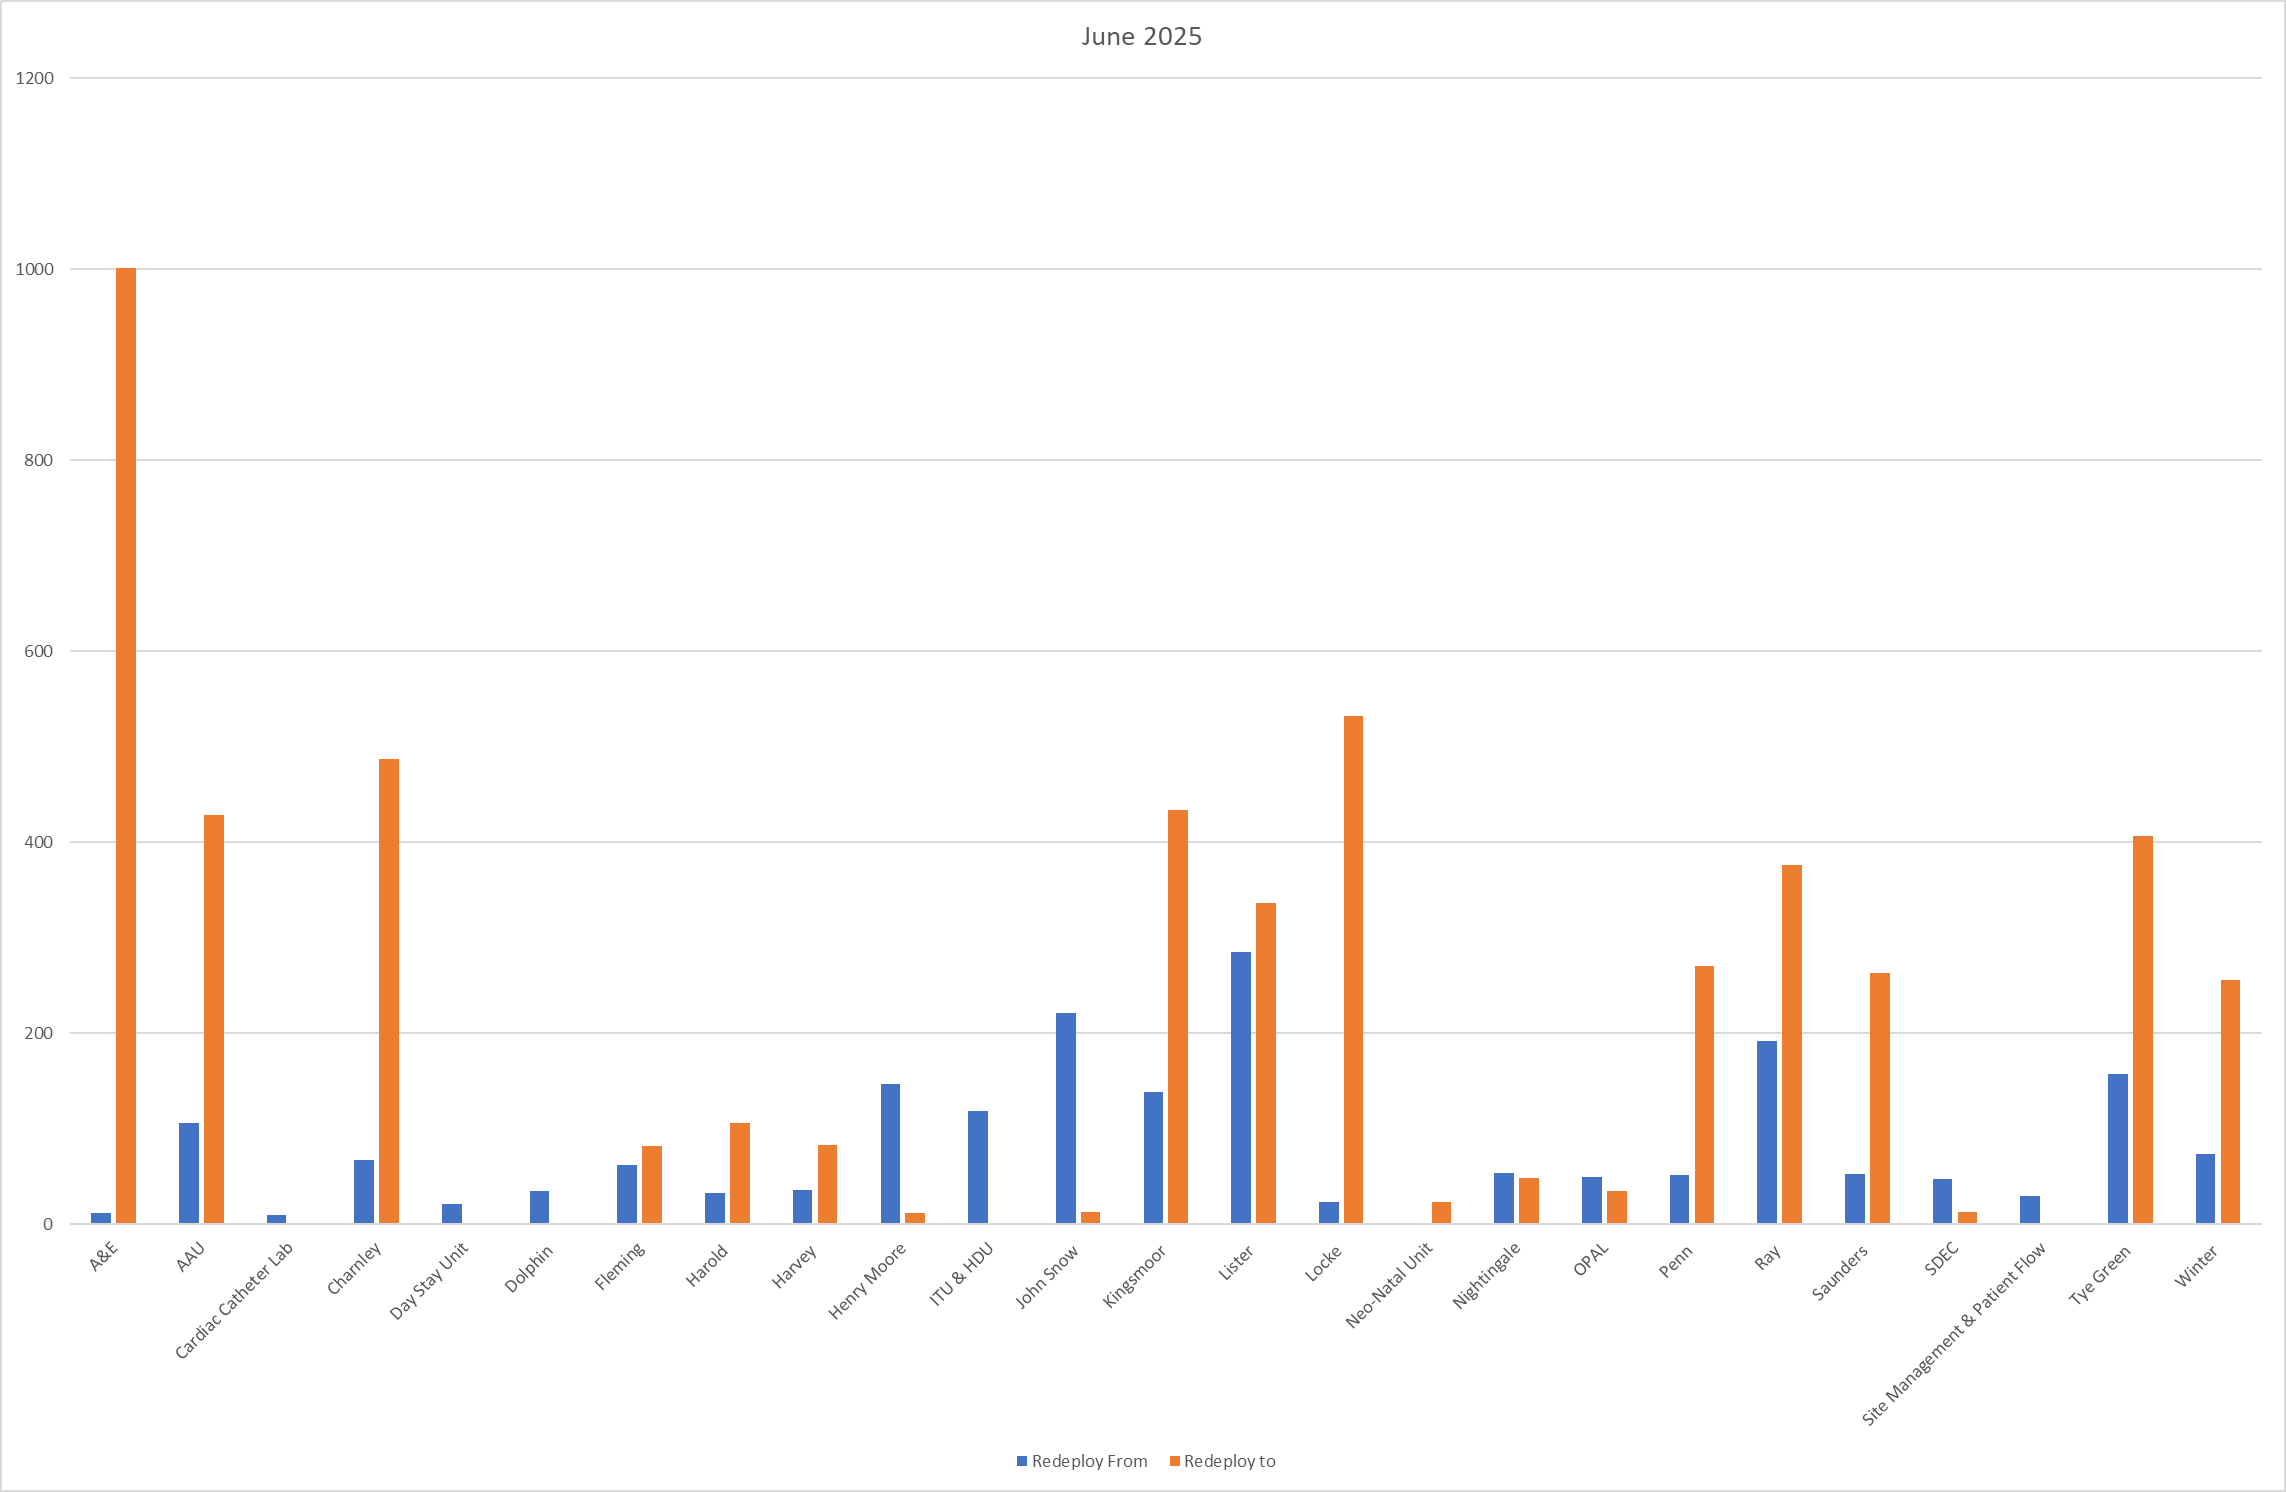 June 2025
1200
1000
800
600
400
200
0
A&E
AAU
Cardiac Catheter Lab
Charnley
Day Stay Unit
Dolphin
Fleming
Harold
Harvey
Henry Moore
ITU & HDU
John Snow
Kingsmoor
Lister
Locke
Neo-Natal Unit
Nightingale
OPAL
Penn
Ray
Saunders
SDEC
Site Management & Patient Flow
Tye Green
Winter
Redeploy From
Redeploy to